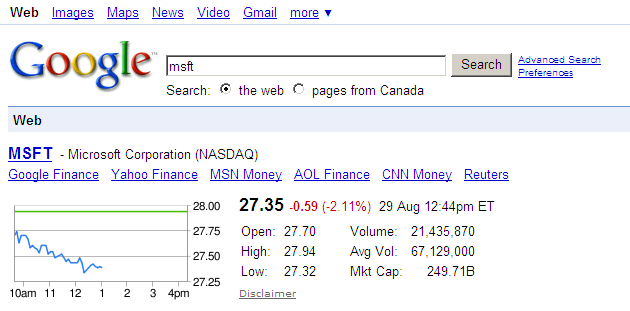 Web Images Maps News Video Gmail more ▼
Google™ msft Search Advanced Search
Preferences
Search: the web pages from Canada
Web
MSFT - Microsoft Corporation (NASDAQ)
Google Finance Yahoo Finance MSN Money AOL Finance CNN Money Reuters
28.00
27.75
27.50
27.25
10am 11 12 1 2 3 4pm
27.35 -0.59 (-2.11%) 29 Aug 12:44pm ET
Open: 27.70 Volume: 21,435,870
High: 27.94 Avg Vol: 67,129,000
Low: 27.32 Mkt Cap: 249.71B
Disclaimer